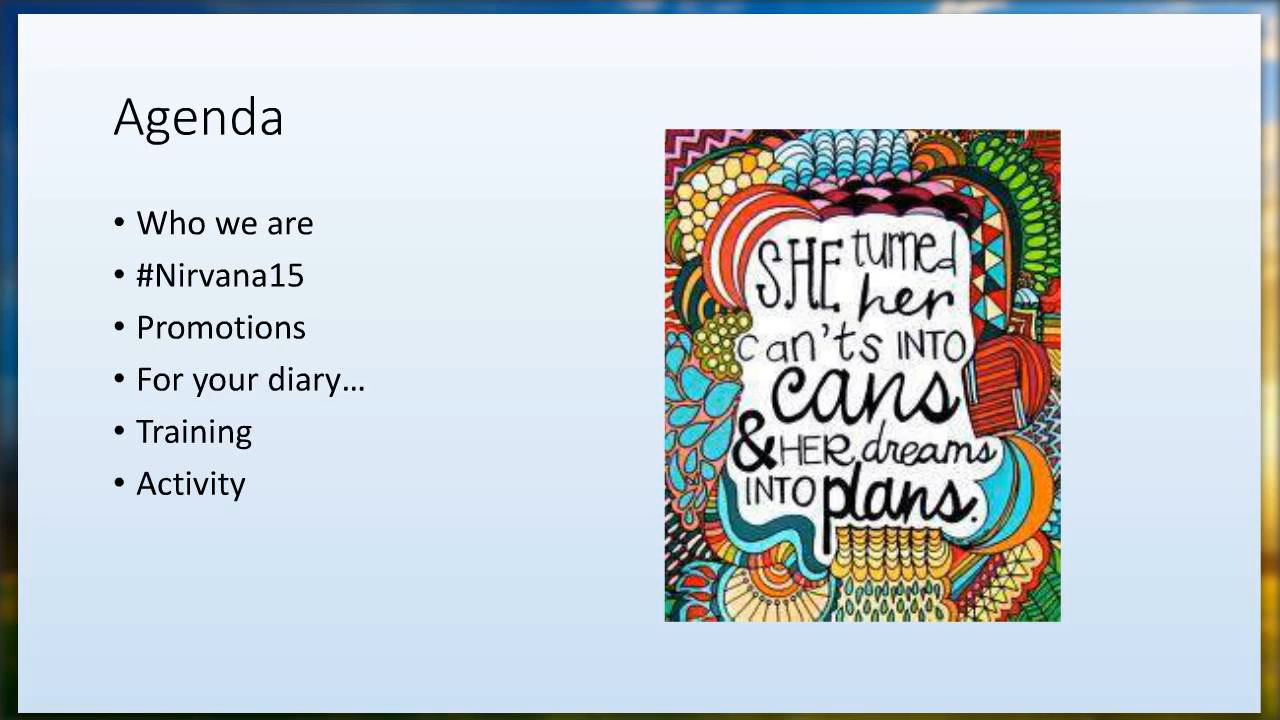 Agenda
• Who we are
• #Nirvana15
• Promotions
• For your diary…
• Training
• Activity
SHE turned
her
can'ts INTO
cans
& HER dreams
INTO plans.